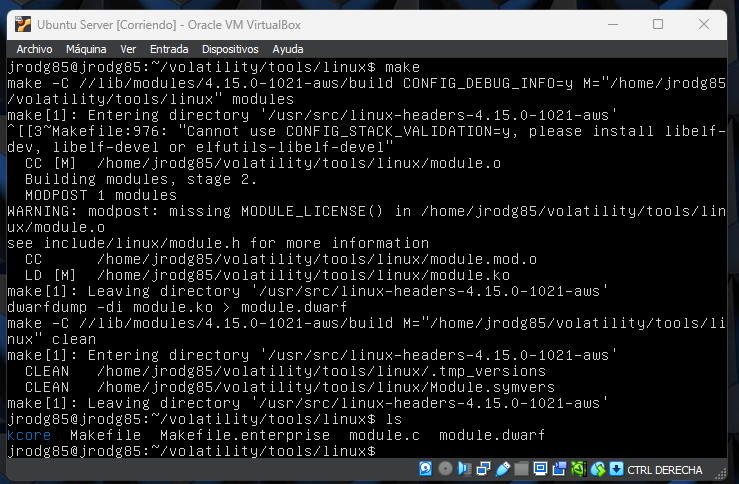 Ubuntu Server [Corriendo] - Oracle VM VirtualBox
Archivo Máquina Ver Entrada Dispositivos Ayuda
jrodg85@jrodg85:~/volatility/tools/linux$ make
make -C //lib/modules/4.15.0-1021-aws/build CONFIG_DEBUG_INFO=y M="/home/jrodg85
/volatility/tools/linux" modules
make[1]: Entering directory '/usr/src/linux-headers-4.15.0-1021-aws'
^[[3~Makefile:976: "Cannot use CONFIG_STACK_VALIDATION=y, please install libelf-
dev, libelf-devel or elfutils-libelf-devel"
  CC [M]  /home/jrodg85/volatility/tools/linux/module.o
  Building modules, stage 2.
  MODPOST 1 modules
WARNING: modpost: missing MODULE_LICENSE() in /home/jrodg85/volatility/tools/lin
ux/module.o
see include/linux/module.h for more information
  CC      /home/jrodg85/volatility/tools/linux/module.mod.o
  LD [M]  /home/jrodg85/volatility/tools/linux/module.ko
make[1]: Leaving directory '/usr/src/linux-headers-4.15.0-1021-aws'
dwarfdump -di module.ko > module.dwarf
make -C //lib/modules/4.15.0-1021-aws/build M="/home/jrodg85/volatility/tools/li
nux" clean
make[1]: Entering directory '/usr/src/linux-headers-4.15.0-1021-aws'
  CLEAN   /home/jrodg85/volatility/tools/linux/.tmp_versions
  CLEAN   /home/jrodg85/volatility/tools/linux/Module.symvers
make[1]: Leaving directory '/usr/src/linux-headers-4.15.0-1021-aws'
jrodg85@jrodg85:~/volatility/tools/linux$ ls
kcore  Makefile  Makefile.enterprise  module.c  module.dwarf
jrodg85@jrodg85:~/volatility/tools/linux$
CTRL DERECHA